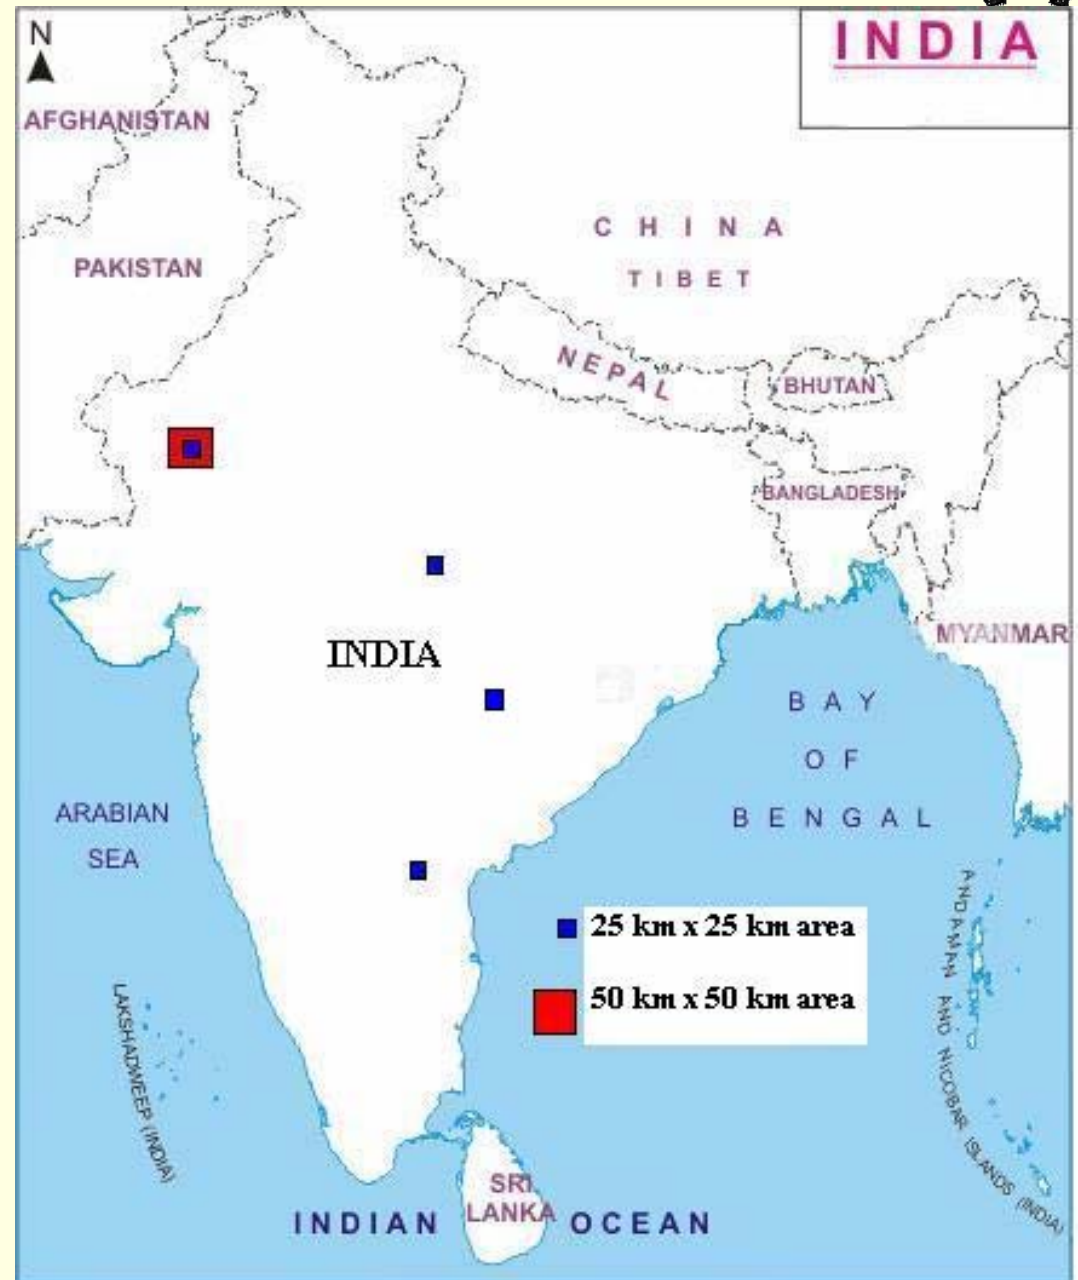 N
INDIA
AFGHANISTAN
CHINA
TIBET
PAKISTAN
NEPAL
BHUTAN
BANGLADESH
MYANMAR
INDIA
BAY
OF
BENGAL
ARABIAN
SEA
25 km x 25 km area
50 km x 50 km area
LAKSHADWEEP (INDIA)
ANDAMAN AND NICOBAR ISLANDS (INDIA)
SRI
LANKA
INDIAN OCEAN